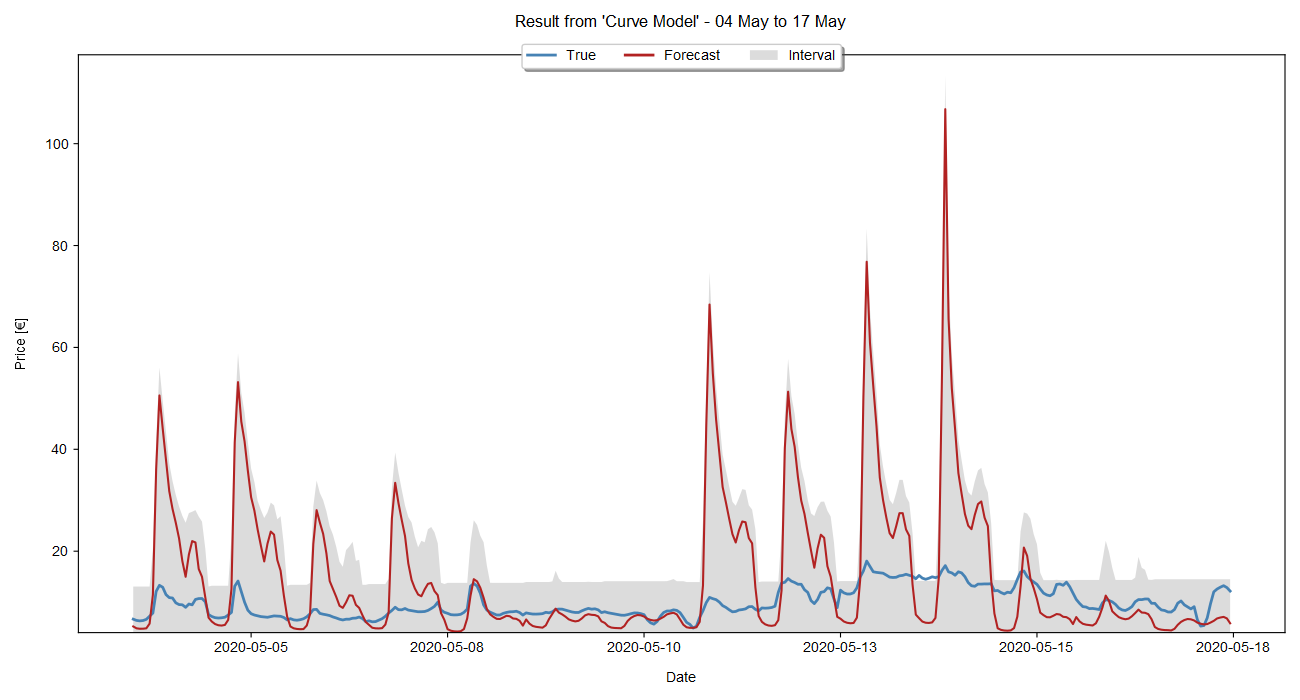 Result from 'Curve Model' - 04 May to 17 May
True Forecast Interval
Price [€]
100
80
60
40
20
2020-05-05 2020-05-08 2020-05-10 2020-05-13 2020-05-15 2020-05-18
Date